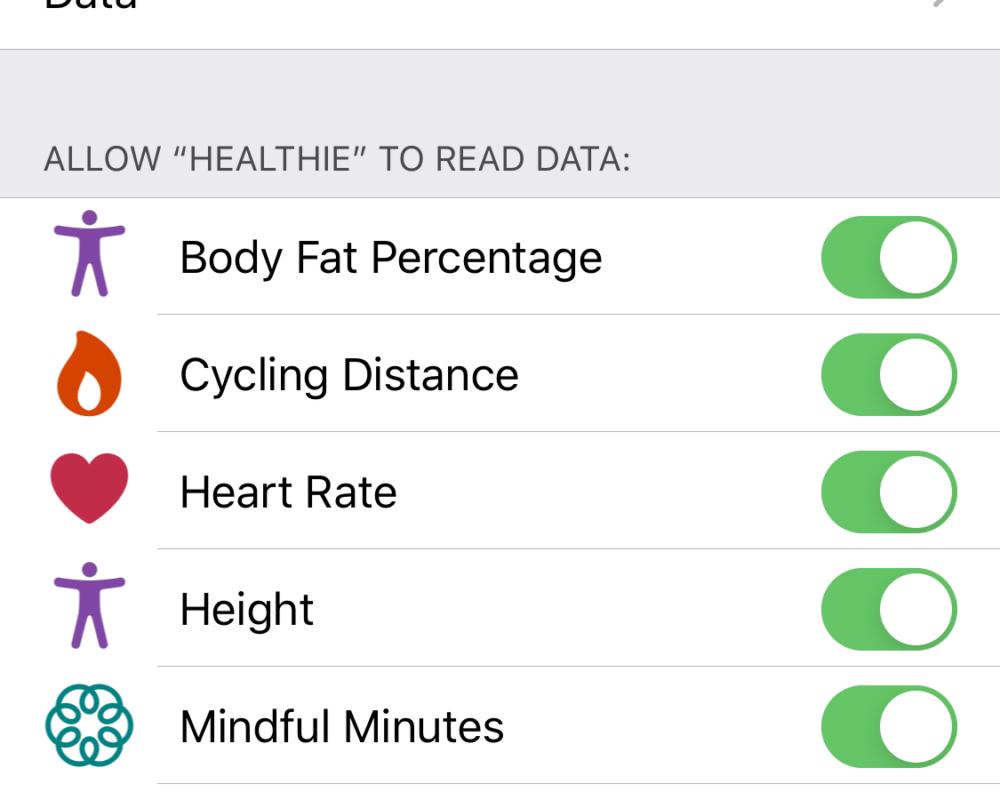 Data
ALLOW “HEALTHIE” TO READ DATA:
Body Fat Percentage
Cycling Distance
Heart Rate
Height
Mindful Minutes